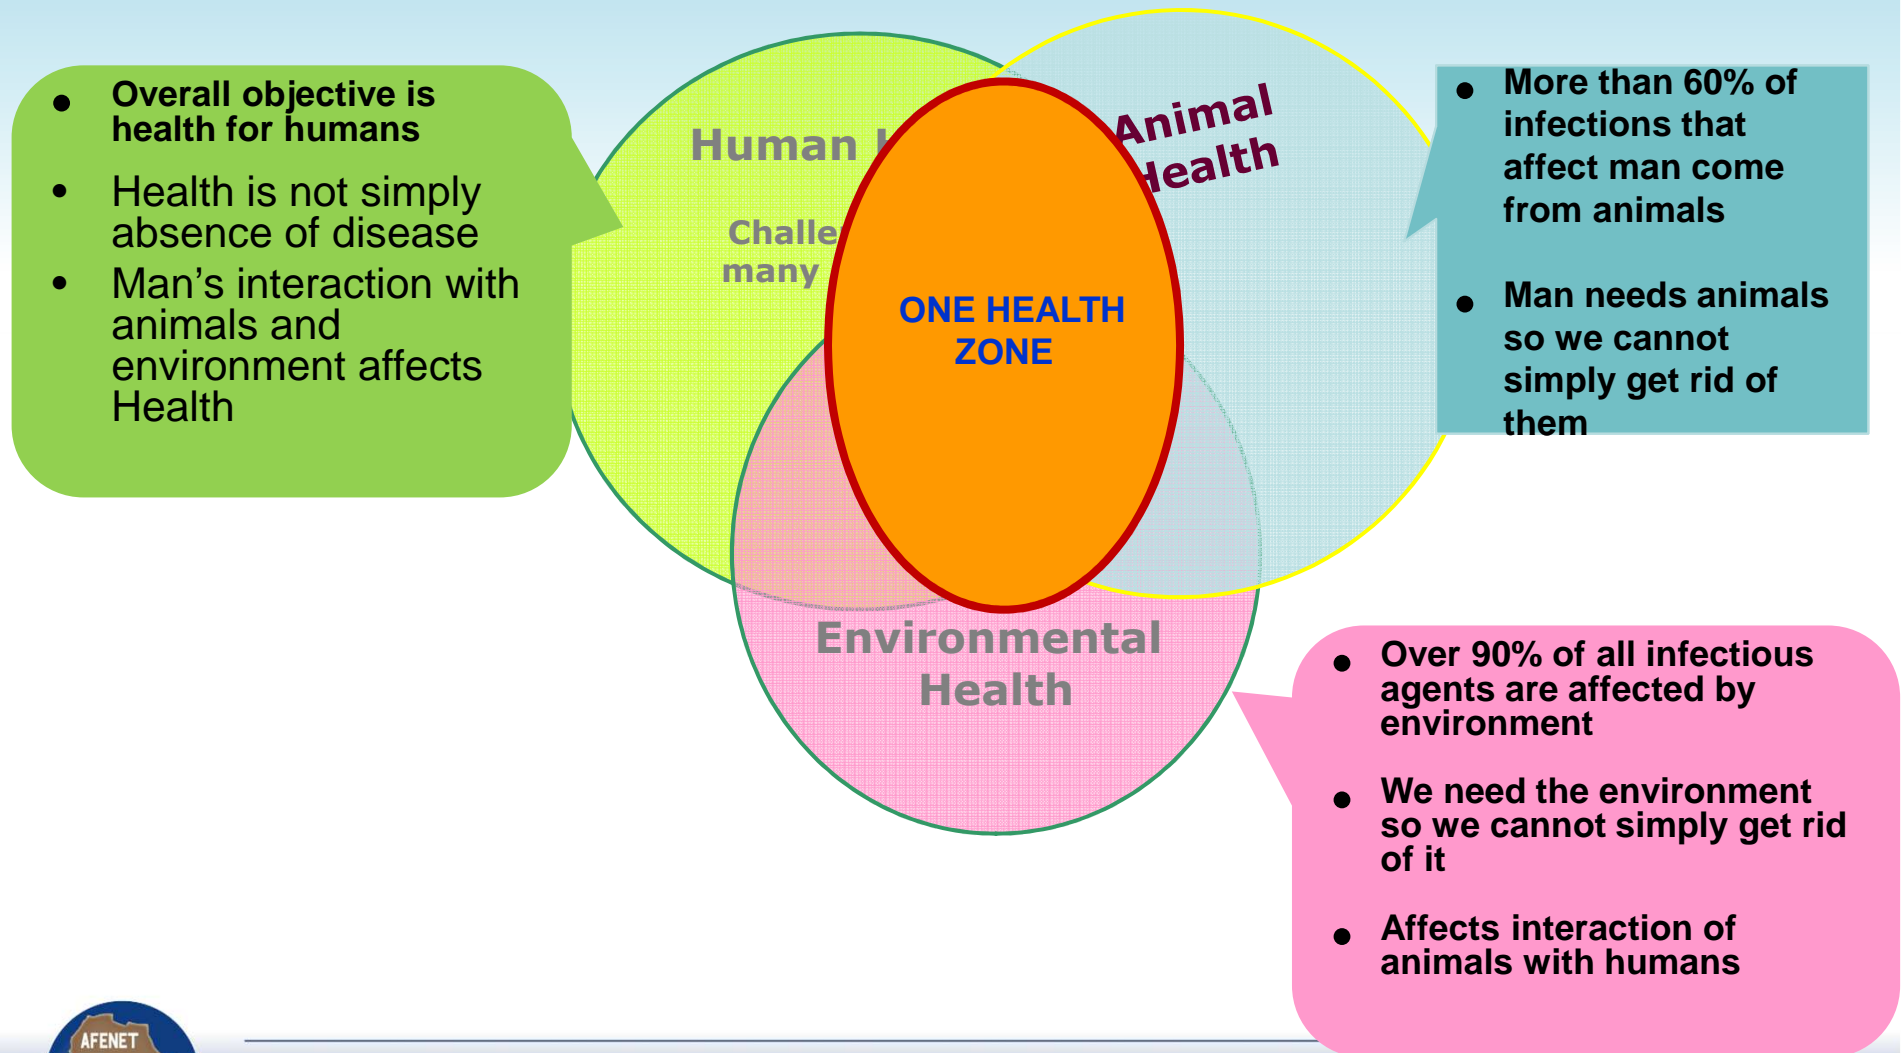 • Overall objective is
health for humans
• Health is not simply
absence of disease
• Man's interaction with
animals and
environment affects
Health
Human
Challe
many
Animal
Health
ONE HEALTH
ZONE
• More than 60% of
infections that
affect man come
from animals
• Man needs animals
so we cannot
simply get rid of
them
Environmental
Health
• Over 90% of all infectious
agents are affected by
environment
• We need the environment
so we cannot simply get rid
of it
• Affects interaction of
animals with humans
AFENET